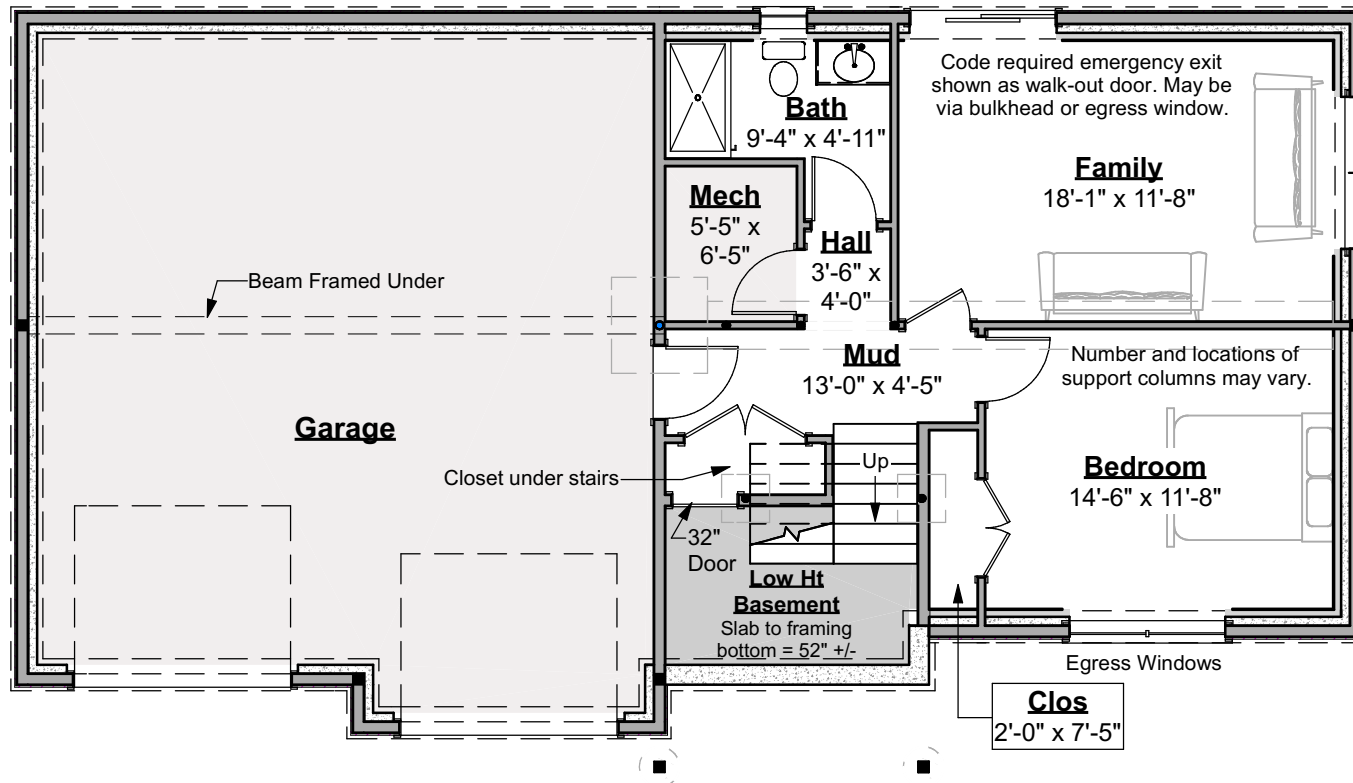 Code required emergency exit
shown as walk-out door. May be
via bulkhead or egress window.
Bath
9'-4" x 4'-11"
Family
18'-1" x 11'-8"
Mech
5'-5" x
6'-5"
Hall
3'-6" x
4'-0"
Beam Framed Under
Mud
13'-0" x 4'-5"
Number and locations of
support columns may vary.
Garage
Closet under stairs
Up
Bedroom
14'-6" x 11'-8"
32"
Door
Low Ht
Basement
Slab to framing
bottom = 52" +/-
Egress Windows
Clos
2'-0" x 7'-5"